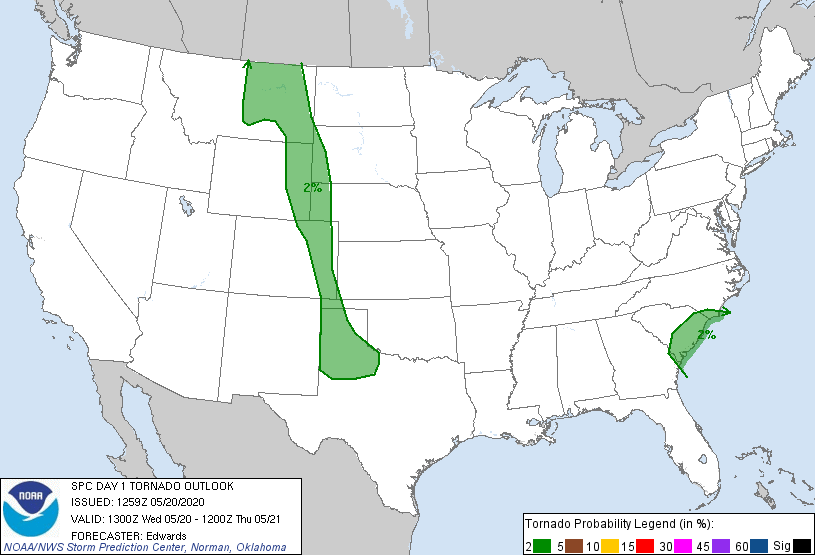 2%
2%
NOAA
SPC DAY 1 TORNADO OUTLOOK
ISSUED: 1259Z 05/20/2020
VALID: 1300Z Wed 05/20 - 1200Z Thu 05/21
FORECASTER: Edwards
NOAA/NWS Storm Prediction Center, Norman, Oklahoma
Tornado Probability Legend (in %):
2 5 10 15 30 45 60 Sig